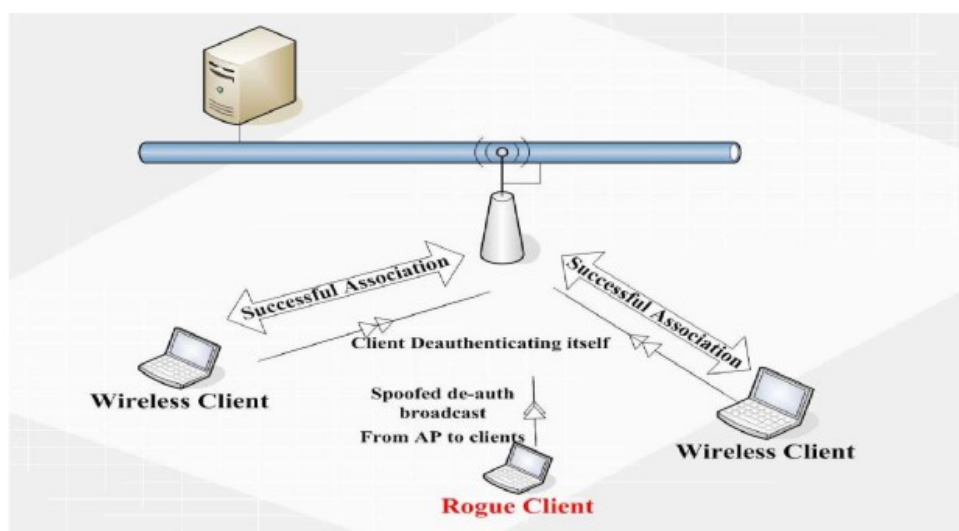 Successful Association
Successful Association
Client Deauthenticating itself
Wireless Client
Spoofed de-auth
broadcast
From AP to clients
Wireless Client
Rogue Client